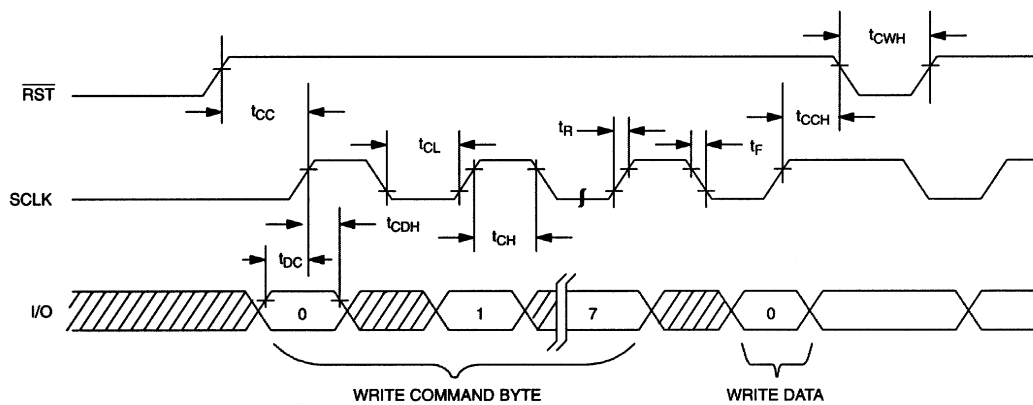 tCWH
RST
tCC
tCCH
tR
tF
tCL
SCLK
tCDH
tCH
tDC
I/O
0
1
7
0
WRITE COMMAND BYTE
WRITE DATA